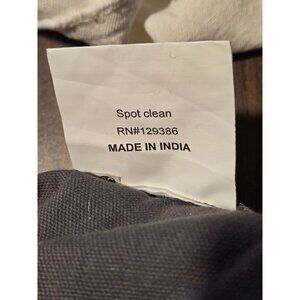 Spot clean
RN#129386
MADE IN INDIA